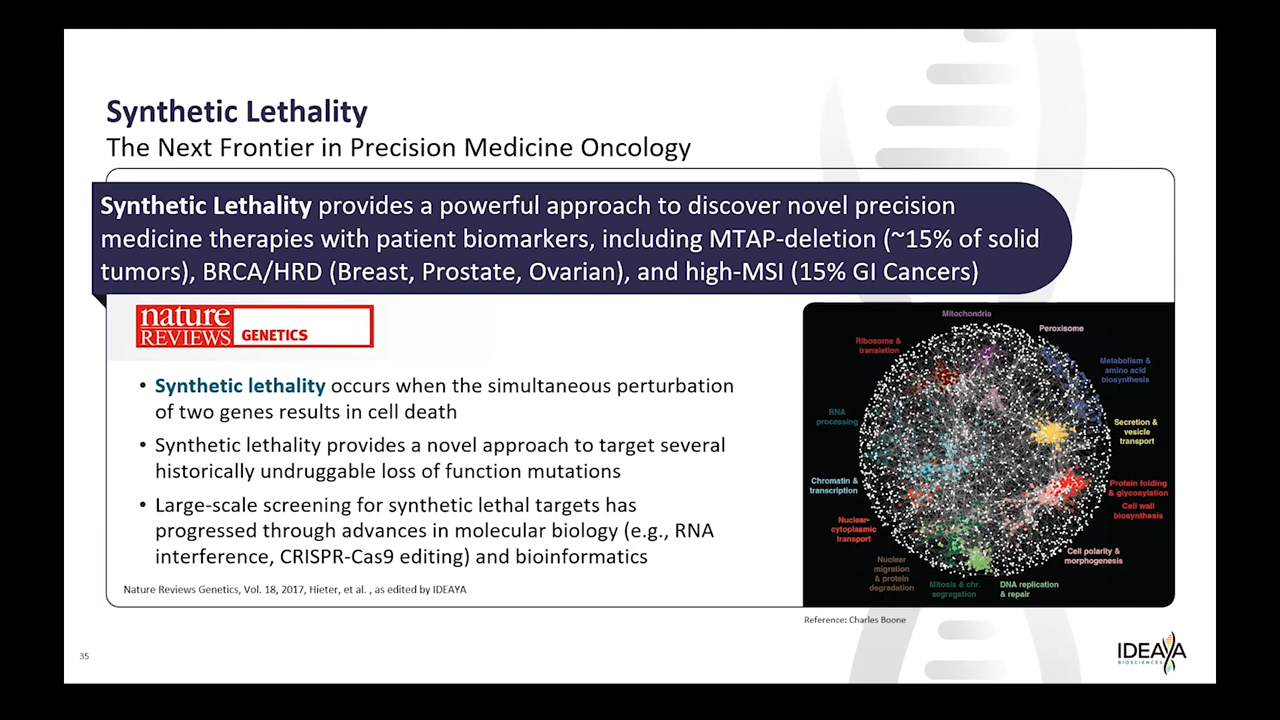 Synthetic Lethality
The Next Frontier in Precision Medicine Oncology
Synthetic Lethality provides a powerful approach to discover novel precision
medicine therapies with patient biomarkers, including MTAP-deletion (~15% of solid
tumors), BRCA/HRD (Breast, Prostate, Ovarian), and high-MSI (15% GI Cancers)
nature
REVIEWS GENETICS
• Synthetic lethality occurs when the simultaneous perturbation
of two genes results in cell death
• Synthetic lethality provides a novel approach to target several
historically undruggable loss of function mutations
• Large-scale screening for synthetic lethal targets has
progressed through advances in molecular biology (e.g., RNA
interference, CRISPR-Cas9 editing) and bioinformatics
Nature Reviews Genetics, Vol. 18, 2017, Hieter, et al. , as edited by IDEAYA
Mitochondria
Peroxisome
Ribosome &
translation
Metabolism &
amino acid
biosynthesis
RNA
processing
Secretion &
vesicle
transport
Chromatin &
transcription
Protein folding
& glycosylation
Cell wall
biosynthesis
Nuclear-
cytoplasmic
transport
Cell polarity &
morphogenesis
Nuclear
migration
& protein
degradation
Mitosis & chr.
segregation
DNA replication
& repair
Reference: Charles Boone
35
IDEAYA
BIOSCIENCES